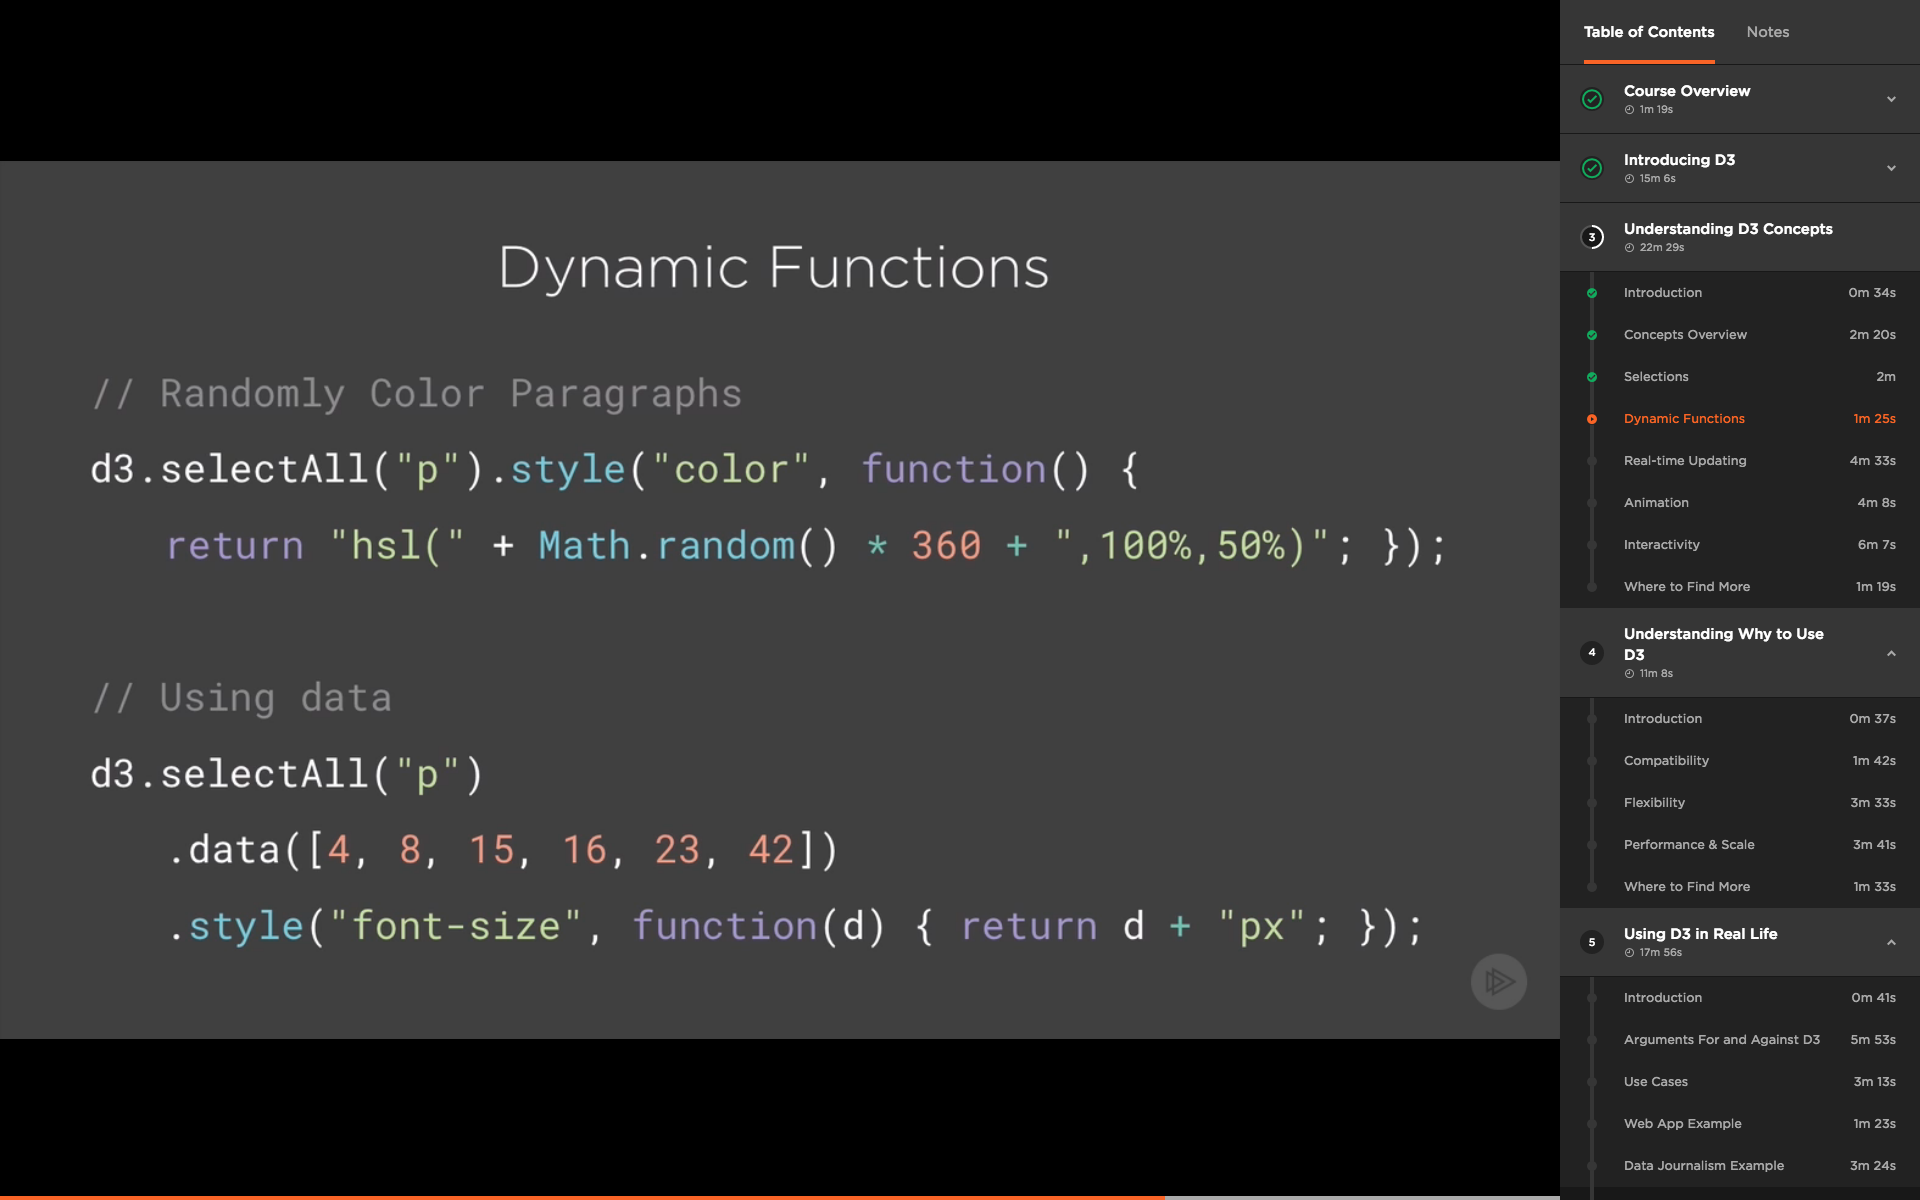 Dynamic Functions
// Randomly Color Paragraphs
d3.selectAll("p").style("color", function() {
return "hsl(" + Math.random() * 360 + ",100%,50%)"; });
// Using data
d3.selectAll("p")
.data([4, 8, 15, 16, 23, 42])
.style("font-size", function(d) { return d + "px"; });
Table of Contents Notes
Course Overview
1m 19s
Introducing D3
15m 6s
3 Understanding D3 Concepts
22m 29s
Introduction 0m 34s
Concepts Overview 2m 20s
Selections 2m
Dynamic Functions 1m 25s
Real-time Updating 4m 33s
Animation 4m 8s
Interactivity 6m 7s
Where to Find More 1m 19s
4 Understanding Why to Use
D3
11m 8s
Introduction 0m 37s
Compatibility 1m 42s
Flexibility 3m 33s
Performance & Scale 3m 41s
Where to Find More 1m 33s
5 Using D3 in Real Life
17m 56s
Introduction 0m 41s
Arguments For and Against D3 5m 53s
Use Cases 3m 13s
Web App Example 1m 23s
Data Journalism Example 3m 24s